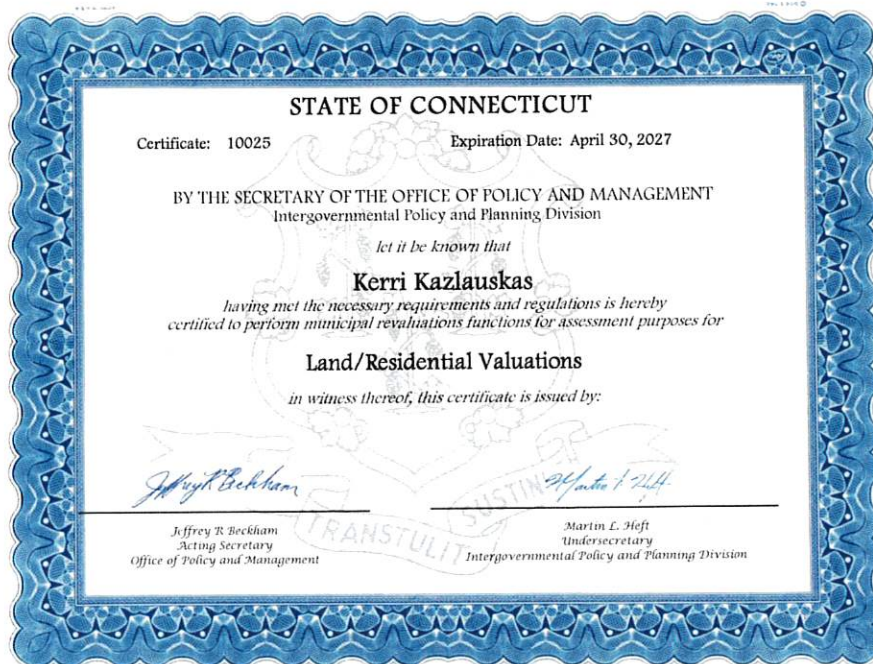 STATE OF CONNECTICUT
Certificate: 10025 Expiration Date: April 30, 2027
BY THE SECRETARY OF THE OFFICE OF POLICY AND MANAGEMENT
Intergovernmental Policy and Planning Division
let it be known that
Kerri Kazlauskas
having met the necessary requirements and regulations is hereby
certified to perform municipal revaluations functions for assessment purposes for
Land/Residential Valuations
in witness thereof, this certificate is issued by:
Jeffrey R Beckham
Jeffrey R Beckham
Acting Secretary
Office of Policy and Management
Martin L. Heft
Undersecretary
Intergovernmental Policy and Planning Division
TRANSTULIT
SUSTINET